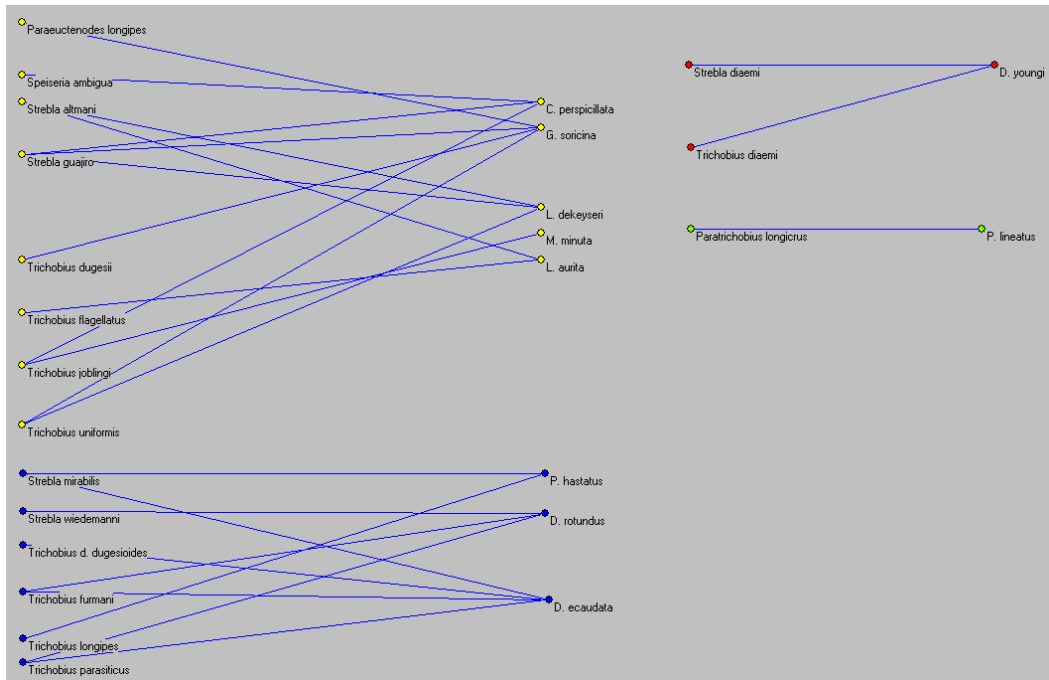 Paraeuctenodes longipes
Speiseria ambigua
Strebla altmani
Strebla guajiro
Trichobius dugesii
Trichobius flagellatus
Trichobius joblingi
Trichobius uniformis
C. perspicillata
G. soricina
L. dekeyseri
M. minuta
L. aurita
Strebla mirabilis
Strebla wiedemanni
Trichobius d. dugesioides
Trichobius furmani
Trichobius longipes
Trichobius parasiticus
P. hastatus
D. rotundus
D. ecaudata
Strebla diaemi
Trichobius diaemi
D. youngi
Paratrichobius longicrus
P. lineatus